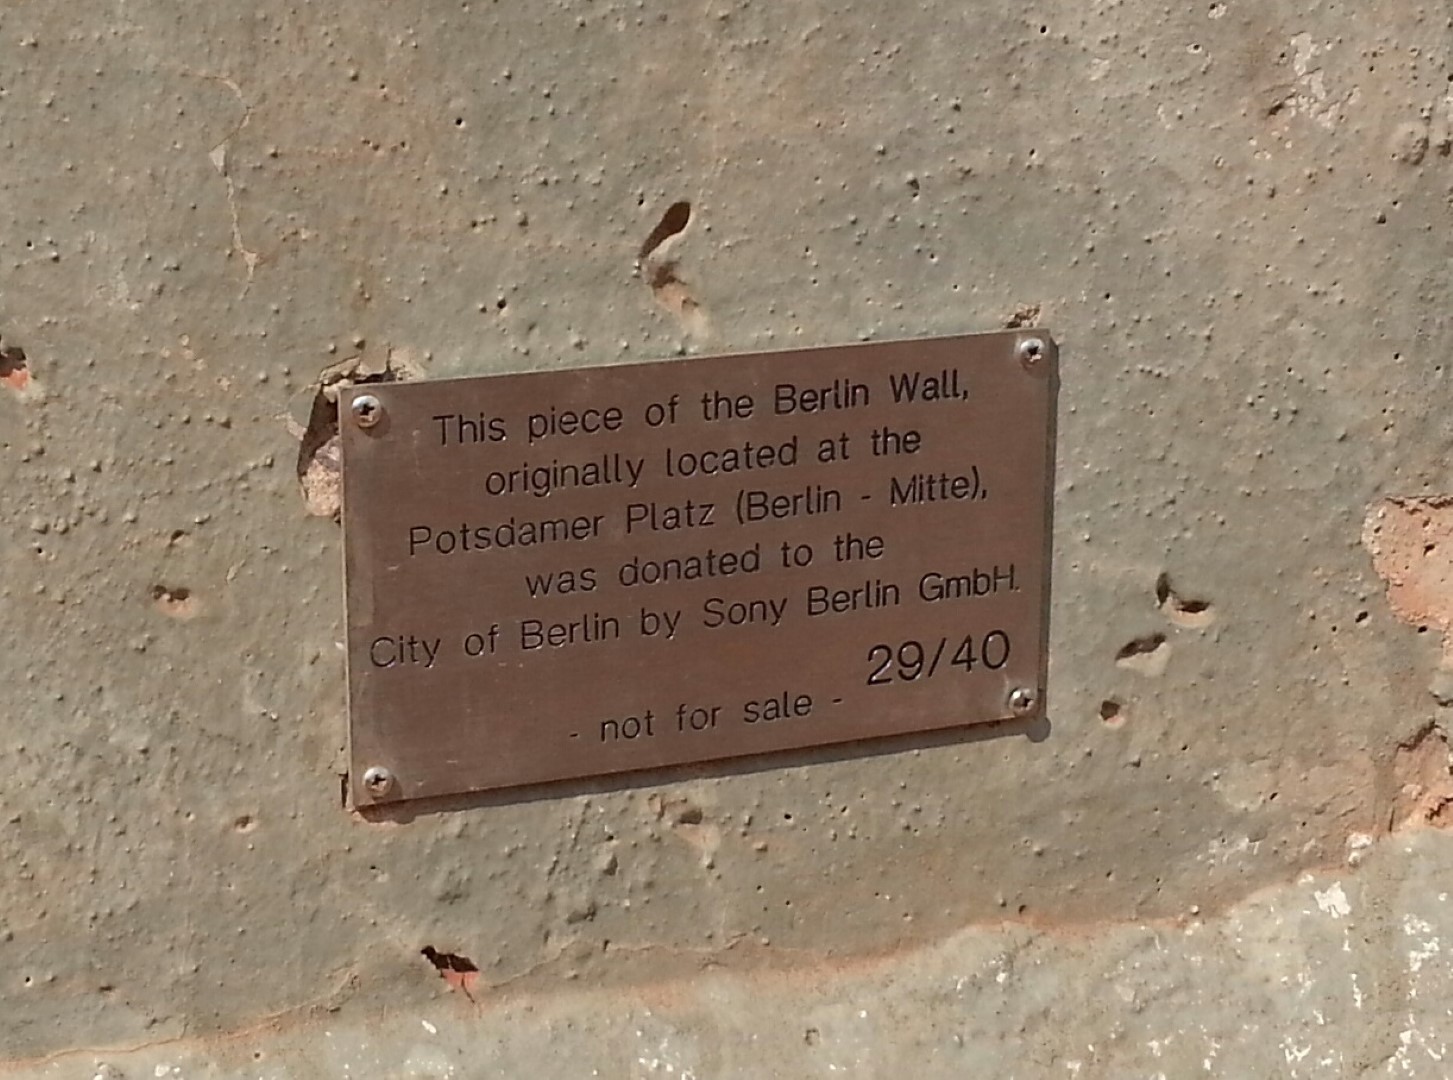 This piece of the Berlin Wall,
originally located at the
Potsdamer Platz (Berlin - Mitte),
was donated to the
City of Berlin by Sony Berlin GmbH.
29/40
- not for sale -